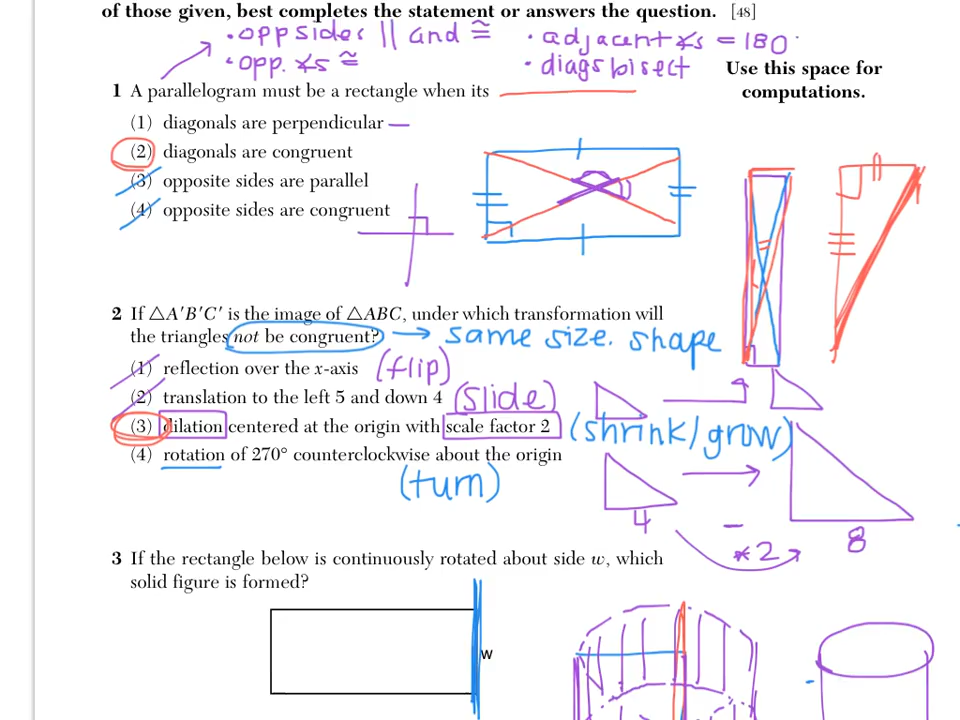 of those given, best completes the statement or answers the question. [48]
• opp sides || and ≅ • adjacent ∡s = 180
• opp. ∡s ≅ • diags bisect
Use this space for
computations.
1 A parallelogram must be a rectangle when its
(1) diagonals are perpendicular
(2) diagonals are congruent
(3) opposite sides are parallel
(4) opposite sides are congruent
2 If △A′B′C′ is the image of △ABC, under which transformation will
the triangles not be congruent? → same size. shape
(1) reflection over the x-axis (flip)
(2) translation to the left 5 and down 4 (slide)
(3) dilation centered at the origin with scale factor 2 (shrink/grow)
(4) rotation of 270° counterclockwise about the origin
(turn)
4 8
*2
3 If the rectangle below is continuously rotated about side w, which
solid figure is formed?
w